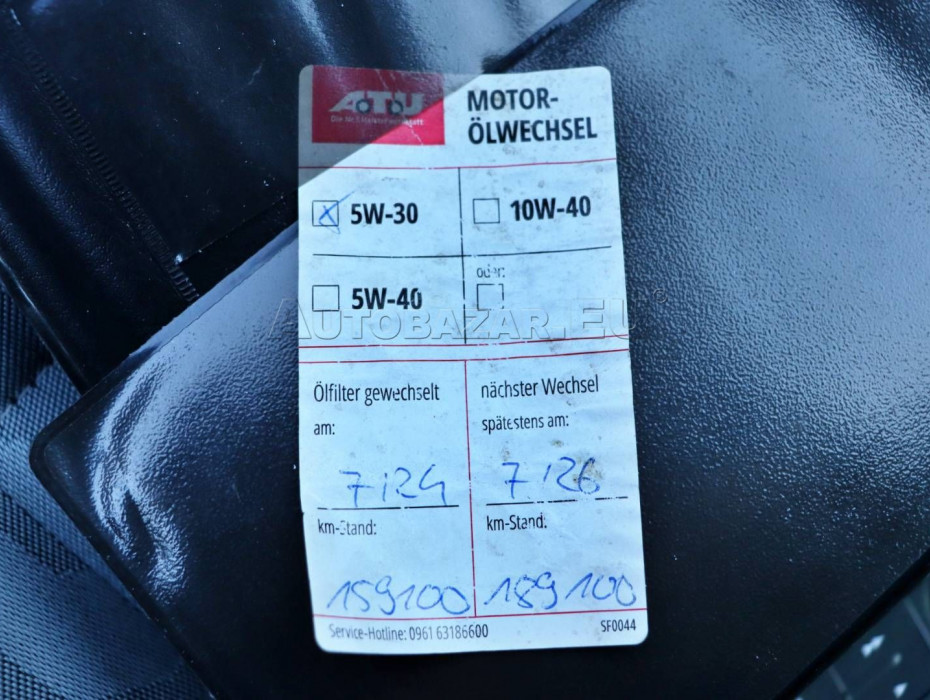 ATU
MOTOR-
ÖLWECHSEL
5W-30
10W-40
5W-40
oder:
AUTOBAZAR.EU
Ölfilter gewechselt
am:
7/24
km-Stand:
159100
nächster Wechsel
spätestens am:
7/26
km-Stand:
189100
Service-Hotline: 0961 63186600
SF0044